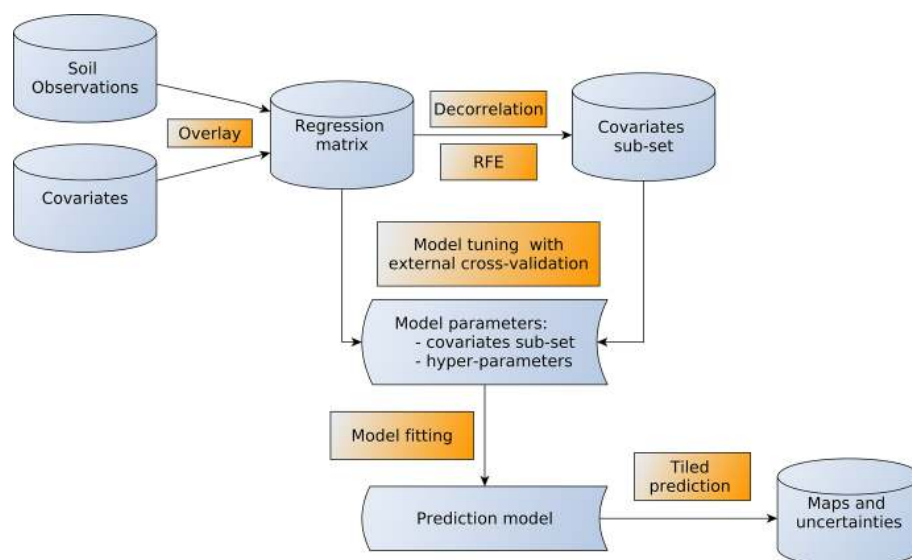 Soil
Observations
Overlay
Covariates
Regression
matrix
Decorrelation
RFE
Covariates
sub-set
Model tuning with
external cross-validation
Model parameters:
- covariates sub-set
- hyper-parameters
Model fitting
Prediction model
Tiled
prediction
Maps and
uncertainties